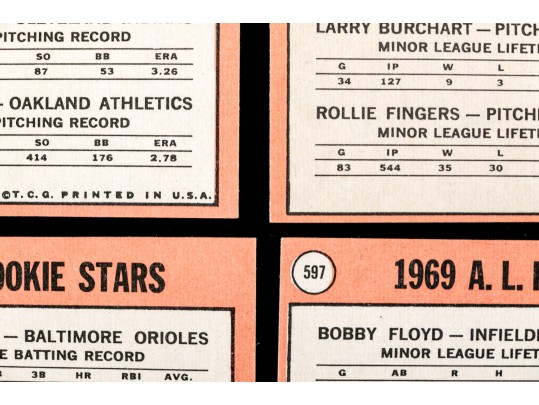 PITCHING RECORD
SO BB ERA
87 53 3.26
- OAKLAND ATHLETICS
PITCHING RECORD
SO BB ERA
414 176 2.78
©T.C.G. PRINTED IN U.S.A.
LARRY BURCHART — PITCH
MINOR LEAGUE LIFET
G IP W L
34 127 9 3
ROLLIE FINGERS — PITCH
MINOR LEAGUE LIFET
G IP W L
83 544 35 30
OOKIE STARS
— BALTIMORE ORIOLES
E BATTING RECORD
3B HR RBI AVG.
597
1969 A. L.
BOBBY FLOYD — INFIELD
MINOR LEAGUE LIFET
G AB R H